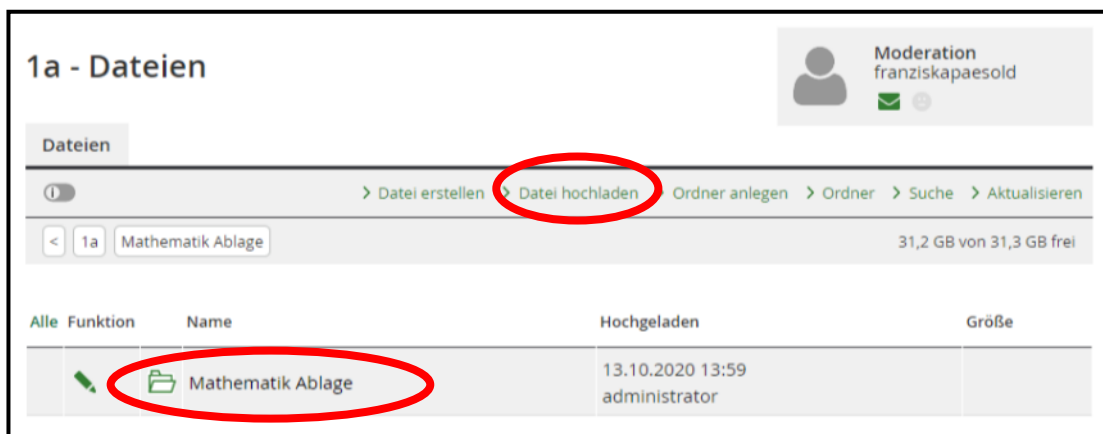 1a - Dateien
Moderation
franziskapaesold
Dateien
> Datei erstellen > Datei hochladen > Ordner anlegen > Ordner > Suche > Aktualisieren
< 1a Mathematik Ablage 31,2 GB von 31,3 GB frei
Alle Funktion Name Hochgeladen Größe
Mathematik Ablage 13.10.2020 13:59
administrator